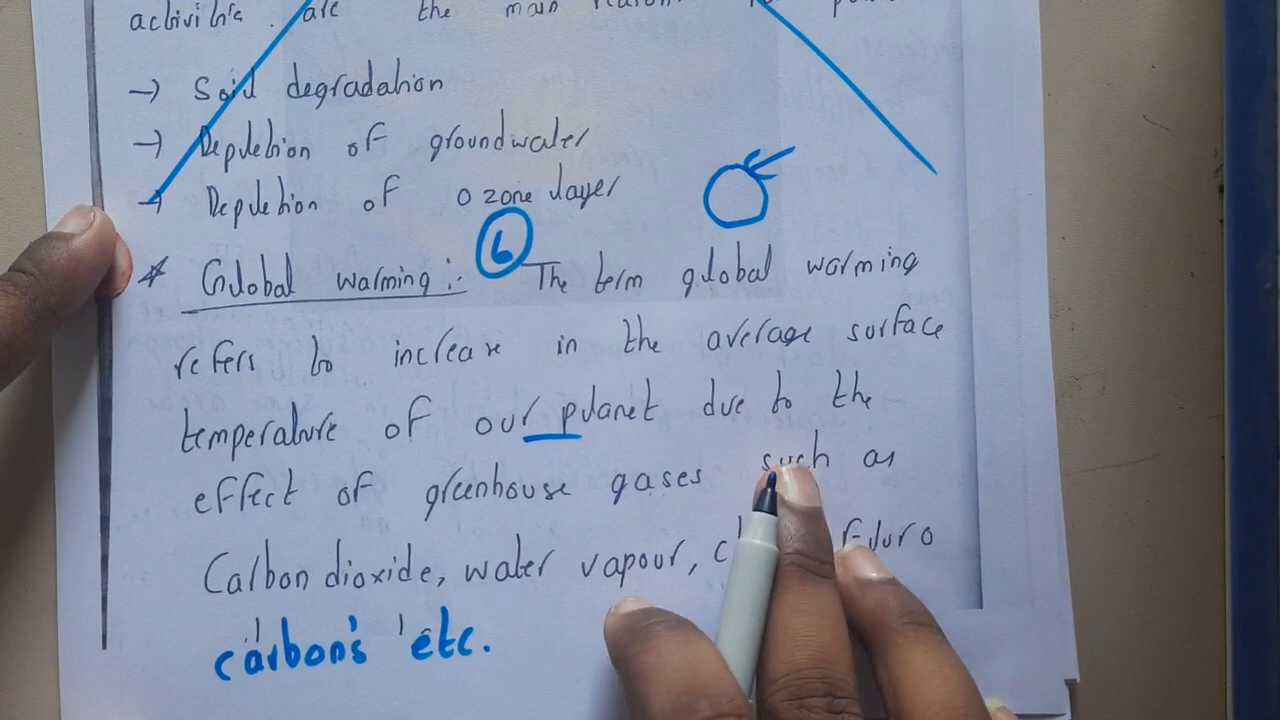 activities. are the main
→ Soil degradation
→ Depletion of groundwater
→ Depletion of ozone layer
* Global warming :- 6 The term global warming
refers to increase in the average surface
temperature of our planet due to the
effect of greenhouse gases such as
Carbon dioxide, water vapour, fluro
carbon's etc.